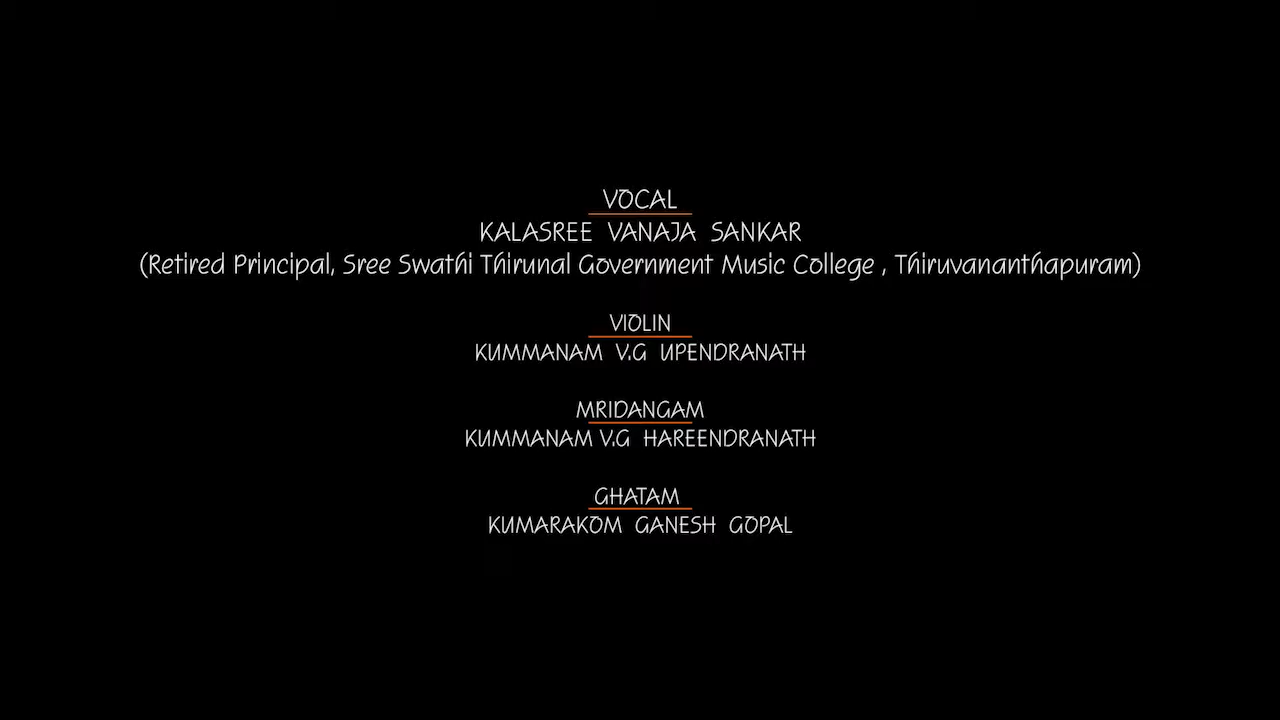 VOCAL
KALASREE VANAJA SANKAR
(Retired Principal, Sree Swathi Thirunal Government Music College , Thiruvananthapuram)
VIOLIN
KUMMANAM V.G UPENDRANATH
MRIDANGAM
KUMMANAM V.G HAREENDRANATH
GHATAM
KUMARAKOM GANESH GOPAL